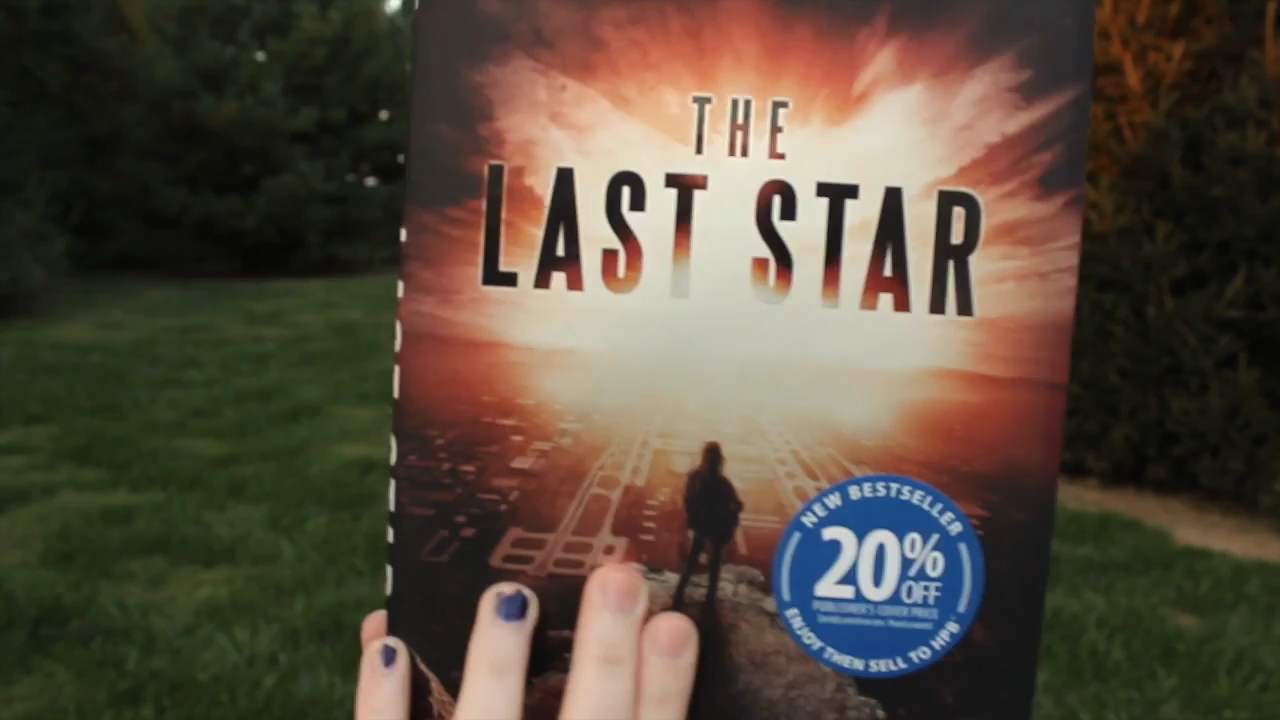 THE
LAST STAR
NEW BESTSELLER
20%
OFF
PUBLISHER'S COVER PRICE
ENJOY THEN SELL TO HPB